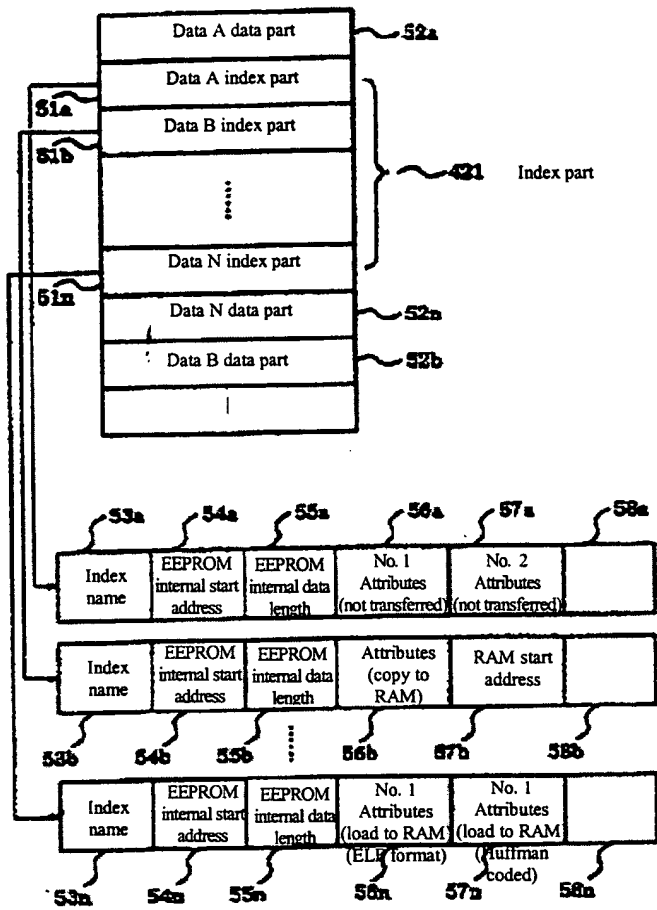 Data A data part
52a
Data A index part
51a
Data B index part
51b
421 Index part
Data N index part
51n
Data N data part
52n
Data B data part
52b
53a 54a 55a 56a 57a 58a
Index name
EEPROM internal start address
EEPROM internal data length
No. 1 Attributes (not transferred)
No. 2 Attributes (not transferred)
Index name
EEPROM internal start address
EEPROM internal data length
Attributes (copy to RAM)
RAM start address
53b 54b 55b 56b 57b 58b
Index name
EEPROM internal start address
EEPROM internal data length
No. 1 Attributes (load to RAM (ELF format)
No. 1 Attributes (load to RAM (Huffman coded)
53n 54n 55n 56n 57n 58n